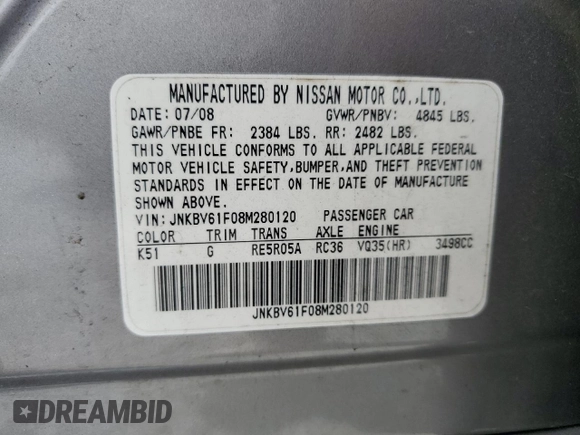 MANUFACTURED BY NISSAN MOTOR CO.,LTD.
DATE: 07/08 GVWR/PNBV: 4845 LBS.
GAWR/PNBE FR: 2384 LBS. RR: 2482 LBS.
THIS VEHICLE CONFORMS TO ALL APPLICABLE FEDERAL
MOTOR VEHICLE SAFETY,BUMPER,AND THEFT PREVENTION
STANDARDS IN EFFECT ON THE DATE OF MANUFACTURE
SHOWN ABOVE.
VIN: JNKBV61F08M280120 PASSENGER CAR
COLOR TRIM TRANS AXLE ENGINE
K51 G RE5R05A RC36 VQ35(HR) 3498CC
JNKBV61F08M280120
DREAMBID